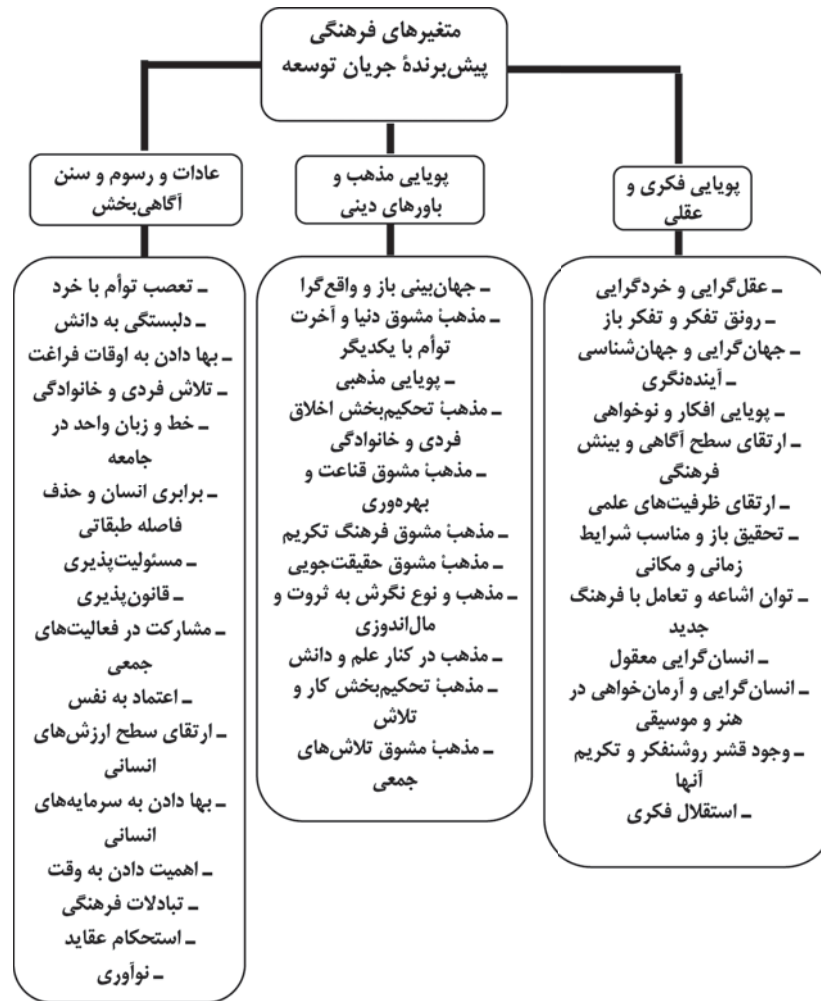 متغیرهای فرهنگی
پیش‌برندهٔ جریان توسعه
پویایی فکری و
عقلی
ـ عقل‌گرایی و خردگرایی
ـ رونق تفکر و تفکر باز
ـ جهان‌گرایی و جهان‌شناسی
ـ آینده‌نگری
ـ پویایی افکار و نوخواهی
ـ ارتقای سطح آگاهی و بینش
فرهنگی
ـ ارتقای ظرفیت‌های علمی
ـ تحقیق باز و مناسب شرایط
زمانی و مکانی
ـ توان اشاعه و تعامل با فرهنگ
جدید
ـ انسان‌گرایی معقول
ـ انسان‌گرایی و آرمان‌خواهی در
هنر و موسیقی
ـ وجود قشر روشنفکر و تکریم
آنها
ـ استقلال فکری
پویایی مذهب و
باورهای دینی
ـ جهان‌بینی باز و واقع‌گرا
ـ مذهبْ مشوق دنیا و آخرت
توأم با یکدیگر
ـ پویایی مذهبی
ـ مذهبْ تحکیم‌بخش اخلاق
فردی و خانوادگی
ـ مذهبْ مشوق قناعت و
بهره‌وری
ـ مذهبْ مشوق فرهنگ تکریم
ـ مذهبْ مشوق حقیقت‌جویی
ـ مذهب و نوع نگرش به ثروت و
مال‌اندوزی
ـ مذهب در کنار علم و دانش
ـ مذهبْ تحکیم‌بخش کار و
تلاش
ـ مذهبْ مشوق تلاش‌های
جمعی
عادات و رسوم و سنن
آگاهی‌بخش
ـ تعصب توأم با خرد
ـ دلبستگی به دانش
ـ بها دادن به اوقات فراغت
ـ تلاش فردی و خانوادگی
ـ خط و زبان واحد در
جامعه
ـ برابری انسان و حذف
فاصله طبقاتی
ـ مسئولیت‌پذیری
ـ قانون‌پذیری
ـ مشارکت در فعالیت‌های
جمعی
ـ اعتماد به نفس
ـ ارتقای سطح ارزش‌های
انسانی
ـ بها دادن به سرمایه‌های
انسانی
ـ اهمیت دادن به وقت
ـ تبادلات فرهنگی
ـ استحکام عقاید
ـ نوآوری